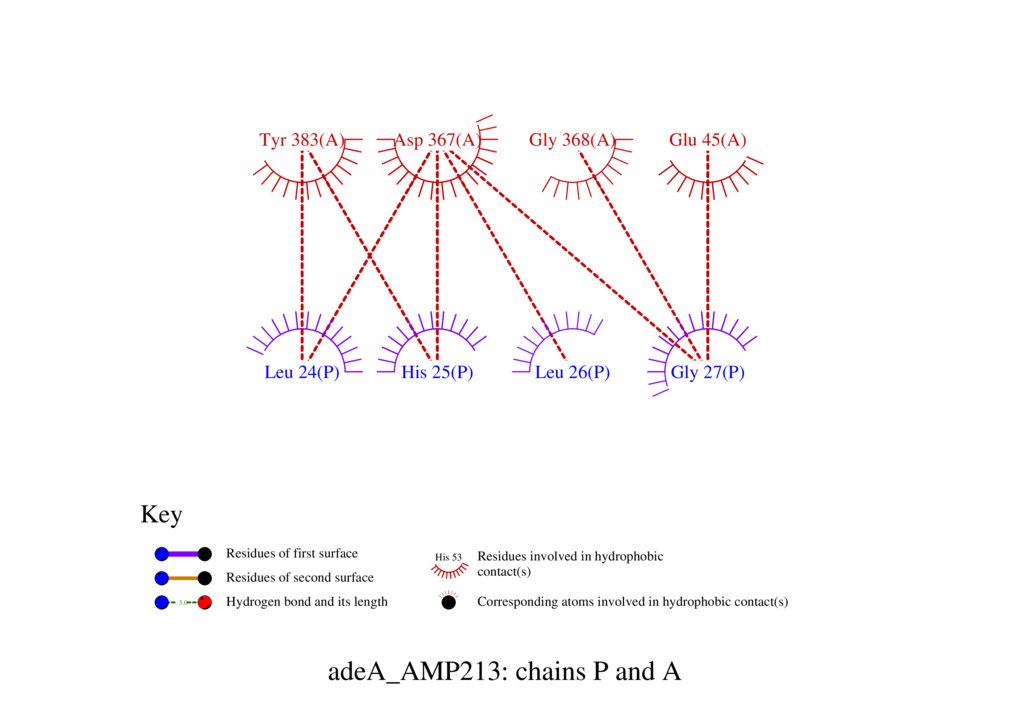 Tyr 383(A) Asp 367(A) Gly 368(A) Glu 45(A)
Leu 24(P) His 25(P) Leu 26(P) Gly 27(P)
Key
Residues of first surface
Residues of second surface
3.0 Hydrogen bond and its length
His 53 Residues involved in hydrophobic
contact(s)
Corresponding atoms involved in hydrophobic contact(s)
adeA_AMP213: chains P and A